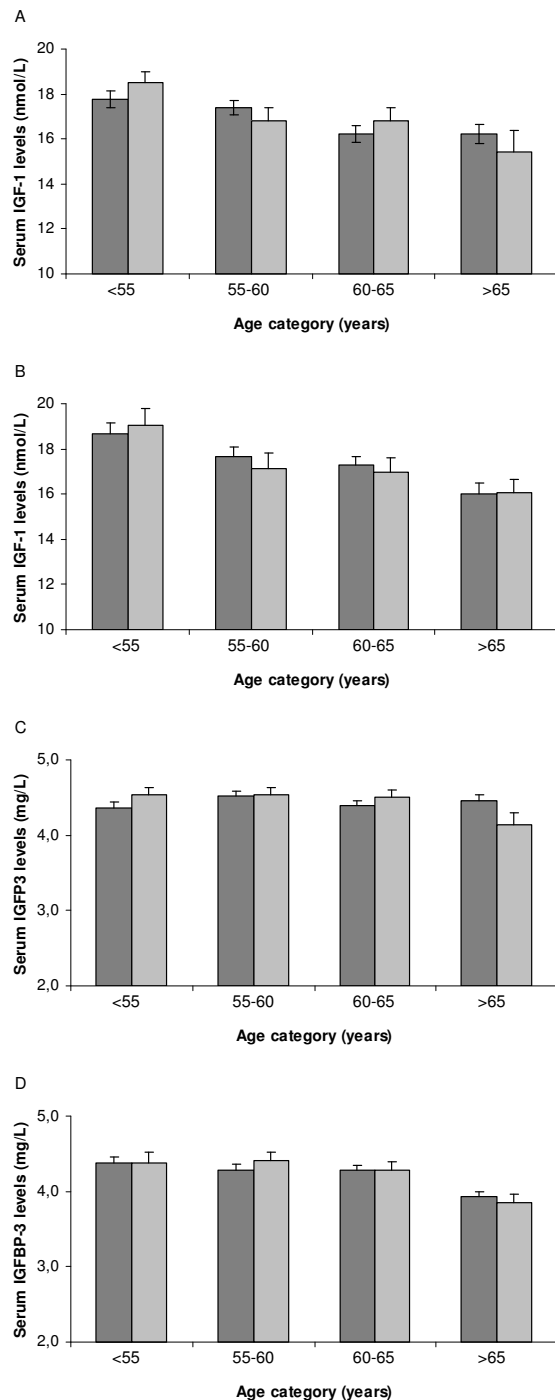 A
Serum IGF-1 levels (nmol/L)
20
18
16
14
12
10
<55 55-60 60-65 >65
Age category (years)
B
Serum IGF-1 levels (nmol/L)
20
18
16
14
12
10
<55 55-60 60-65 >65
Age category (years)
C
Serum IGFP3 levels (mg/L)
5,0
4,0
3,0
2,0
<55 55-60 60-65 >65
Age category (years)
D
Serum IGFBP-3 levels (mg/L)
5,0
4,0
3,0
2,0
<55 55-60 60-65 >65
Age category (years)